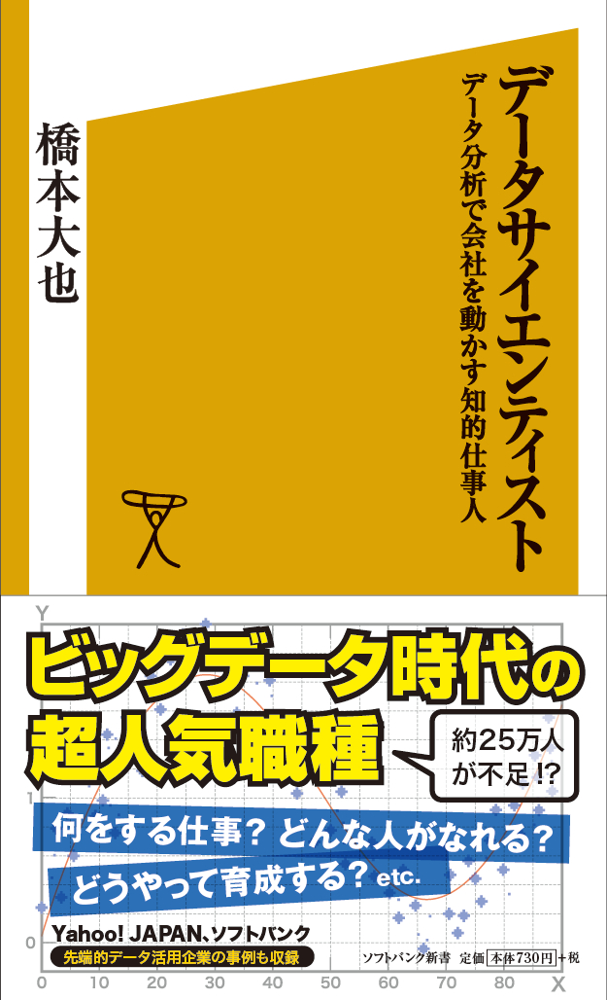 データサイエンティスト
データ分析で会社を動かす知的仕事人
橋本大也
Y
ビッグデータ時代の
超人気職種
約25万人
が不足!?
1
何をする仕事? どんな人がなれる?
どうやって育成する? etc.
Yahoo! JAPAN、ソフトバンク
0
先端的データ活用企業の事例も収録
ソフトバンク新書 定価 本体730円+税
0 10 20 30 40 50 60 70 80 90 X